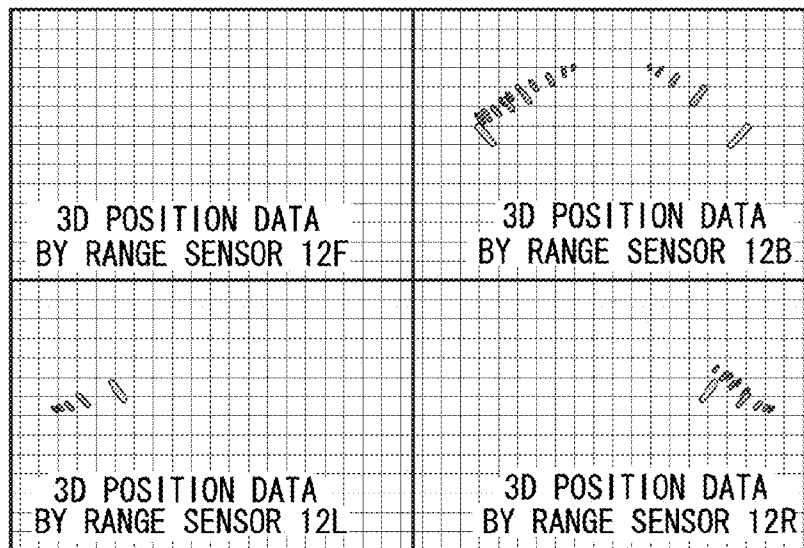 3D POSITION DATA
BY RANGE SENSOR 12F
3D POSITION DATA
BY RANGE SENSOR 12B
3D POSITION DATA
BY RANGE SENSOR 12L
3D POSITION DATA
BY RANGE SENSOR 12R